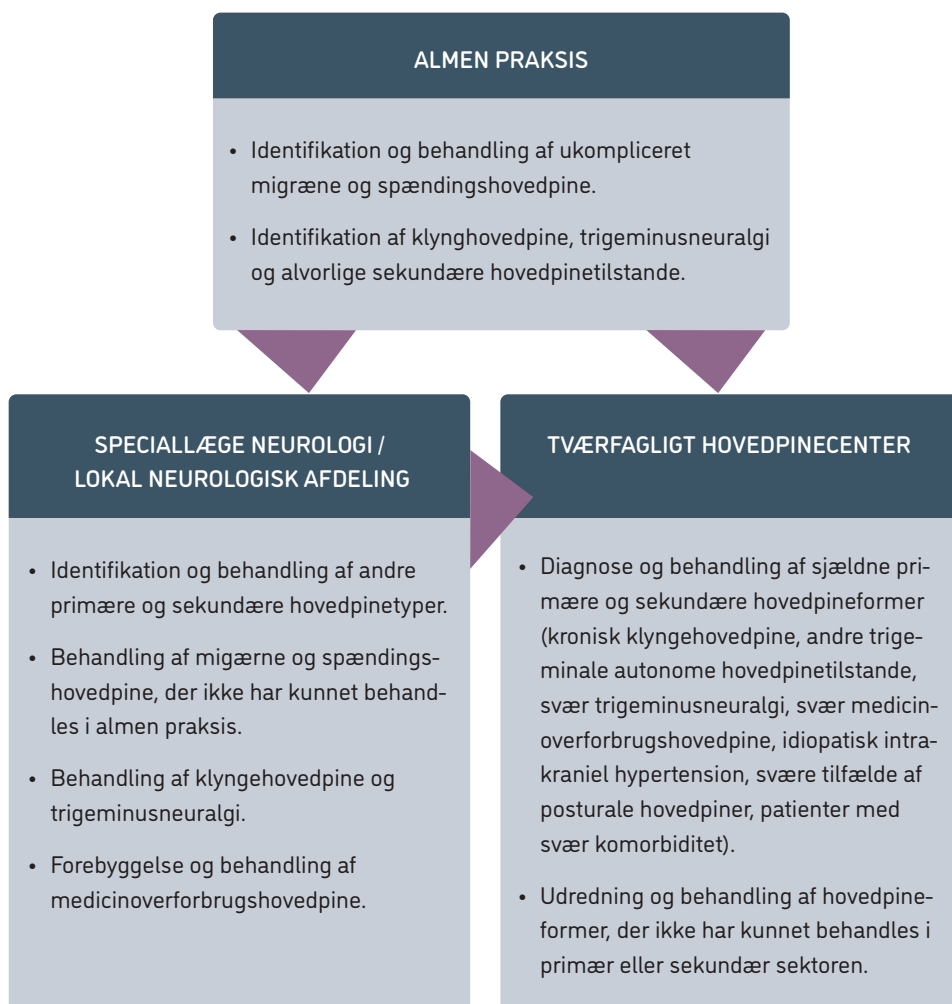 ALMEN PRAKSIS
• Identifikation og behandling af ukompliceret
migræne og spændingshovedpine.
• Identifikation af klynghovedpine, trigeminusneuralgi
og alvorlige sekundære hovedpinetilstande.
SPECIALLÆGE NEUROLOGI /
LOKAL NEUROLOGISK AFDELING
• Identifikation og behandling af andre
primære og sekundære hovedpinetyper.
• Behandling af migærne og spændings-
hovedpine, der ikke har kunnet behand-
les i almen praksis.
• Behandling af klyngehovedpine og
trigeminusneuralgi.
• Forebyggelse og behandling af
medicinoverforbrugshovedpine.
TVÆRFAGLIGT HOVEDPINECENTER
• Diagnose og behandling af sjældne pri-
mære og sekundære hovedpineformer
(kronisk klyngehovedpine, andre trige-
minale autonome hovedpinetilstande,
svær trigeminusneuralgi, svær medicin-
overforbrugshovedpine, idiopatisk intra-
kraniel hypertension, svære tilfælde af
posturale hovedpiner, patienter med
svær komorbiditet).
• Udredning og behandling af hovedpine-
former, der ikke har kunnet behandles i
primær eller sekundær sektoren.